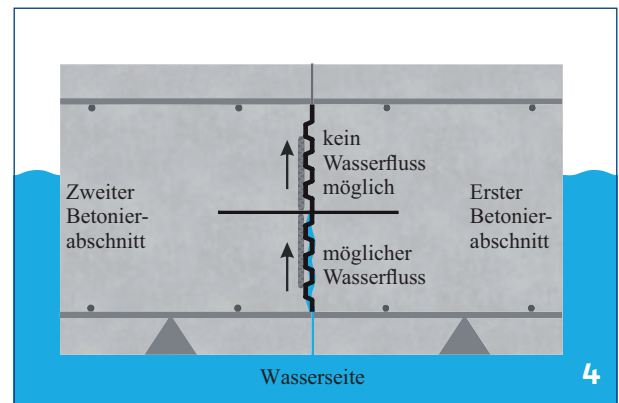 kein
Wasserfluss
möglich
Zweiter
Betonier-
abschnitt
Erster
Betonier-
abschnitt
möglicher
Wasserfluss
Wasserseite
4